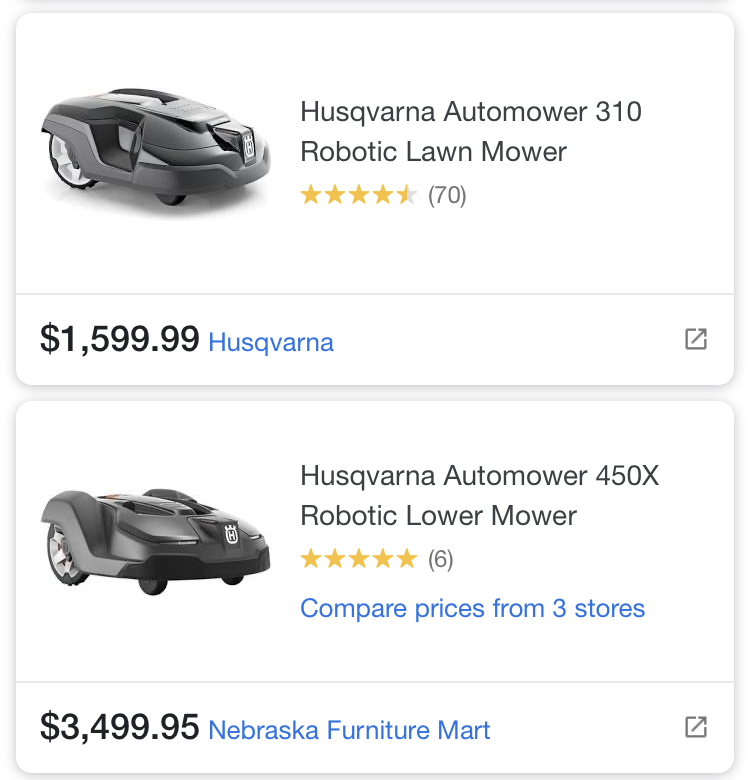 Husqvarna Automower 310
Robotic Lawn Mower
(70)
$1,599.99 Husqvarna
Husqvarna Automower 450X
Robotic Lower Mower
(6)
Compare prices from 3 stores
$3,499.95 Nebraska Furniture Mart